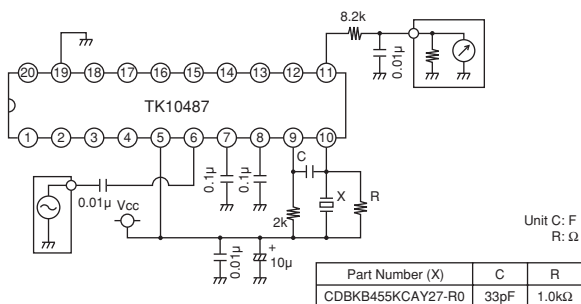 8.2k
0.01μ
20 19 18 17 16 15 14 13 12 11
TK10487
1 2 3 4 5 6 7 8 9 10
C
0.01μ
0.1μ
0.1μ
X
R
Vcc
2k
0.01μ
+
10μ
Unit C: F
R: Ω
Part Number (X) C R
CDBKB455KCAY27-R0 33pF 1.0kΩ